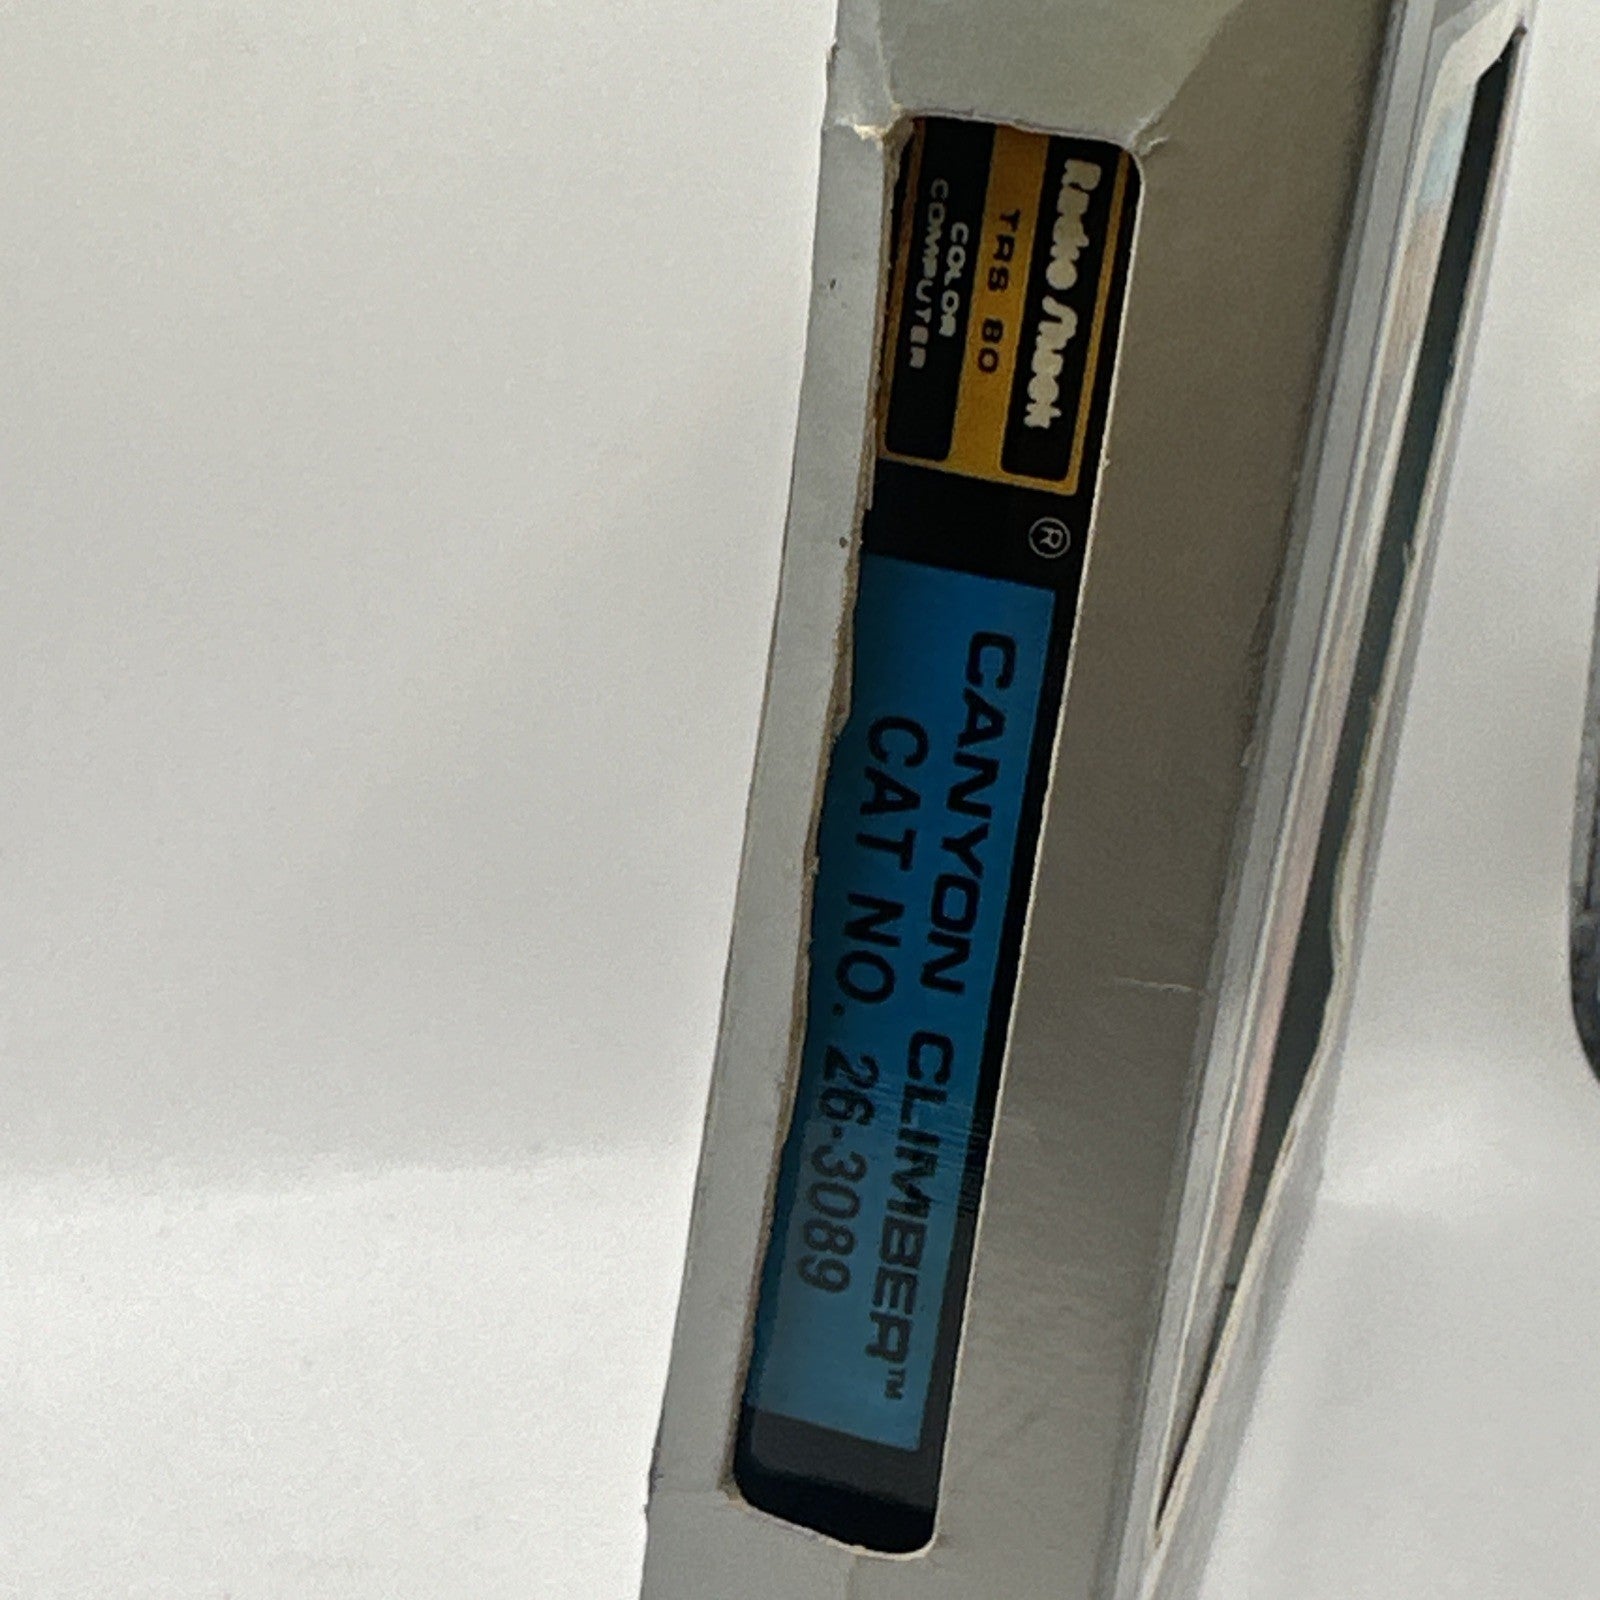 Radio Shack
TRS 80
COLOR
COMPUTER
®
CANYON CLIMBER™
CAT NO. 26-3089